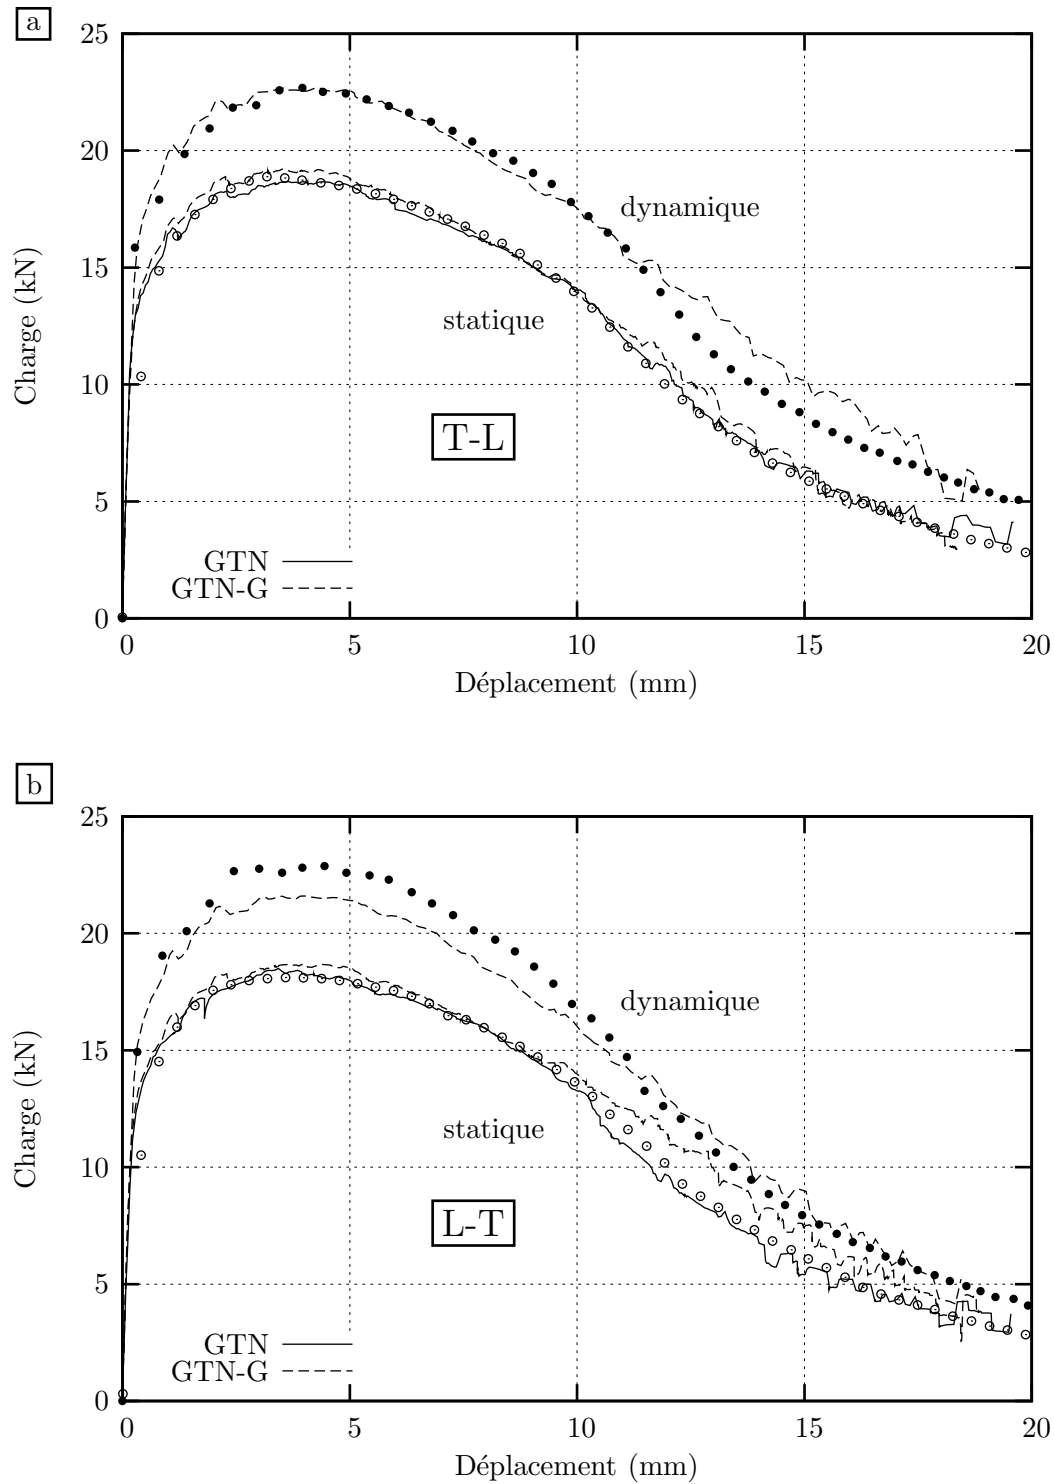 a
25
20
15
10
5
0
Charge (kN)
dynamique
statique
T-L
GTN
GTN-G
0 5 10 15 20
Déplacement (mm)
b
25
20
15
10
5
0
Charge (kN)
dynamique
statique
L-T
GTN
GTN-G
0 5 10 15 20
Déplacement (mm)